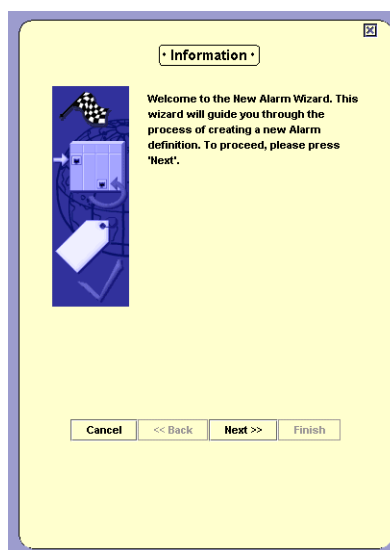 · Information ·
Welcome to the New Alarm Wizard. This
wizard will guide you through the
process of creating a new Alarm
definition. To proceed, please press
'Next'.
Cancel << Back Next >> Finish